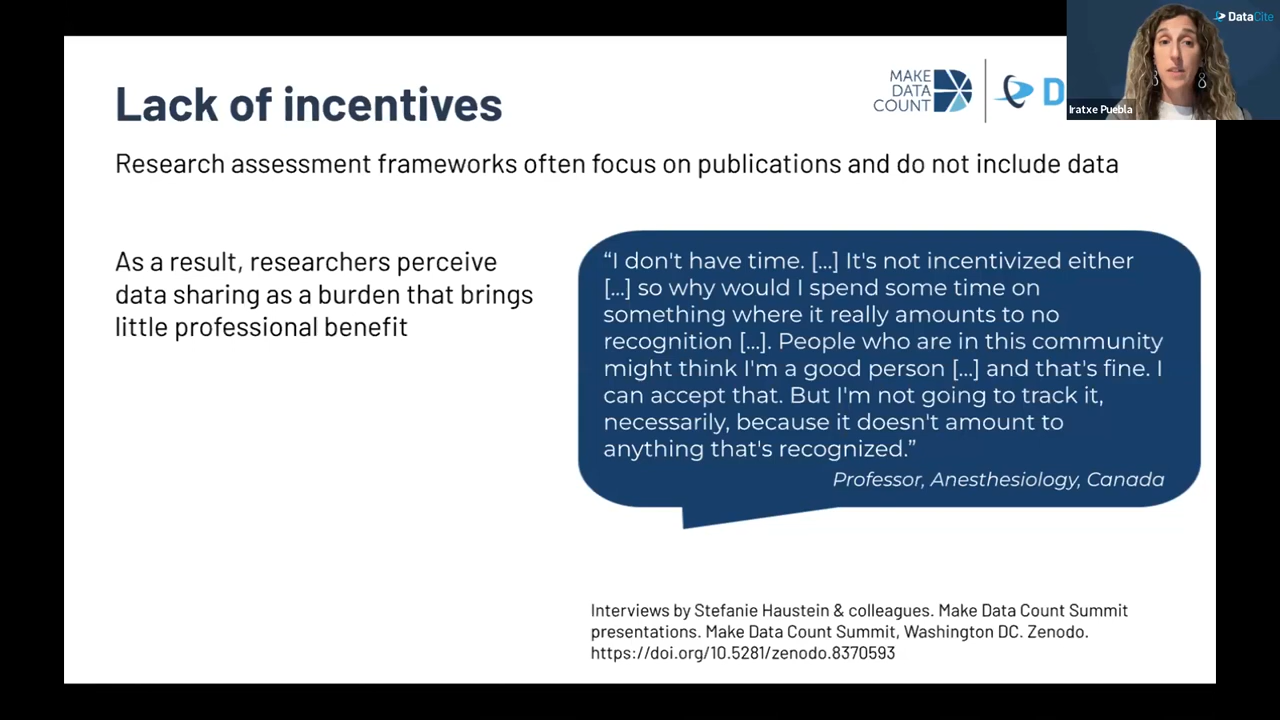 Lack of incentives
MAKE
DATA
COUNT
D
DataCite
Iratxe Puebla
Research assessment frameworks often focus on publications and do not include data
As a result, researchers perceive
data sharing as a burden that brings
little professional benefit
“I don't have time. [...] It's not incentivized either
[...] so why would I spend some time on
something where it really amounts to no
recognition [...]. People who are in this community
might think I'm a good person [...] and that's fine. I
can accept that. But I'm not going to track it,
necessarily, because it doesn't amount to
anything that's recognized.”
Professor, Anesthesiology, Canada
Interviews by Stefanie Haustein & colleagues. Make Data Count Summit
presentations. Make Data Count Summit, Washington DC. Zenodo.
https://doi.org/10.5281/zenodo.8370593